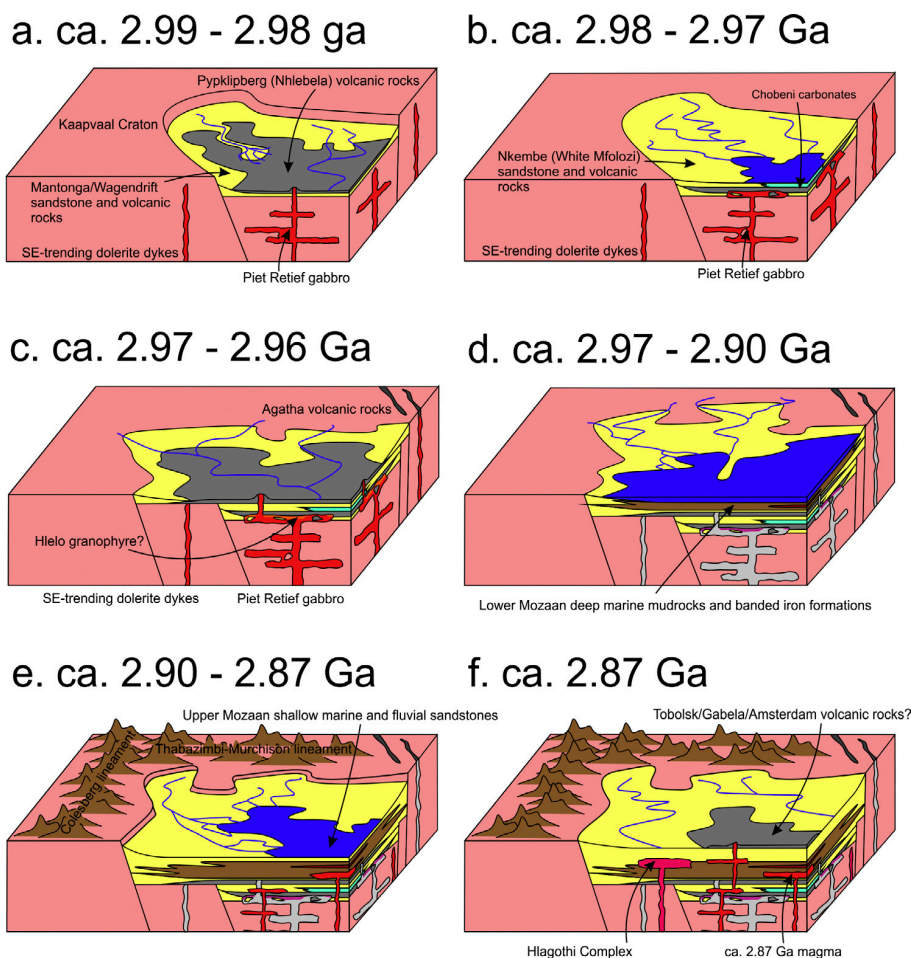 a. ca. 2.99 - 2.98 ga
Pypklipberg (Nhlebela) volcanic rocks
Kaapvaal Craton
Mantonga/Wagendrift
sandstone and volcanic
rocks
SE-trending dolerite dykes
Piet Retief gabbro
b. ca. 2.98 - 2.97 Ga
Chobeni carbonates
Nkembe (White Mfolozi)
sandstone and volcanic
rocks
SE-trending dolerite dykes
Piet Retief gabbro
c. ca. 2.97 - 2.96 Ga
Agatha volcanic rocks
Hlelo granophyre?
SE-trending dolerite dykes
Piet Retief gabbro
d. ca. 2.97 - 2.90 Ga
Lower Mozaan deep marine mudrocks and banded iron formations
e. ca. 2.90 - 2.87 Ga
Upper Mozaan shallow marine and fluvial sandstones
Thabazimbi-Murchison lineament
Colesberg lineament
f. ca. 2.87 Ga
Tobolsk/Gabela/Amsterdam volcanic rocks?
Hlagothi Complex
ca. 2.87 Ga magma